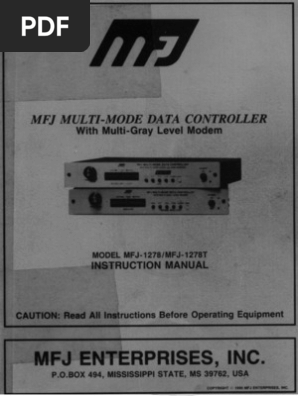 PDF
MFJ
MFJ MULTI-MODE DATA CONTROLLER
With Multi-Gray Level Modem
MFJ
MODEL MFJ-1278/MFJ-1278T
INSTRUCTION MANUAL
CAUTION: Read All Instructions Before Operating Equipment
MFJ ENTERPRISES, INC.
P.O.BOX 494, MISSISSIPPI STATE, MS 39762, USA